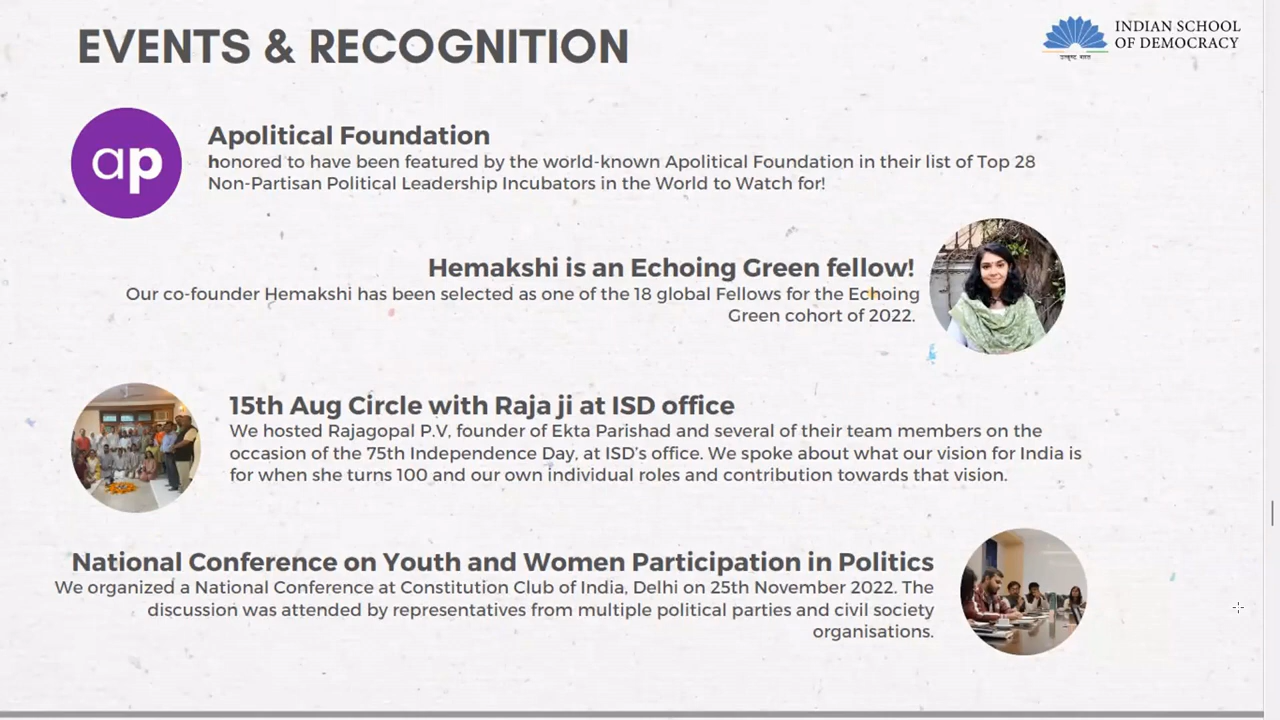 EVENTS & RECOGNITION
INDIAN SCHOOL
OF DEMOCRACY
ap
Apolitical Foundation
honored to have been featured by the world-known Apolitical Foundation in their list of Top 28
Non-Partisan Political Leadership Incubators in the World to Watch for!
Hemakshi is an Echoing Green fellow!
Our co-founder Hemakshi has been selected as one of the 18 global Fellows for the Echoing
Green cohort of 2022.
15th Aug Circle with Raja ji at ISD office
We hosted Rajagopal P.V, founder of Ekta Parishad and several of their team members on the
occasion of the 75th Independence Day, at ISD's office. We spoke about what our vision for India is
for when she turns 100 and our own individual roles and contribution towards that vision.
National Conference on Youth and Women Participation in Politics
We organized a National Conference at Constitution Club of India, Delhi on 25th November 2022. The
discussion was attended by representatives from multiple political parties and civil society
organisations.